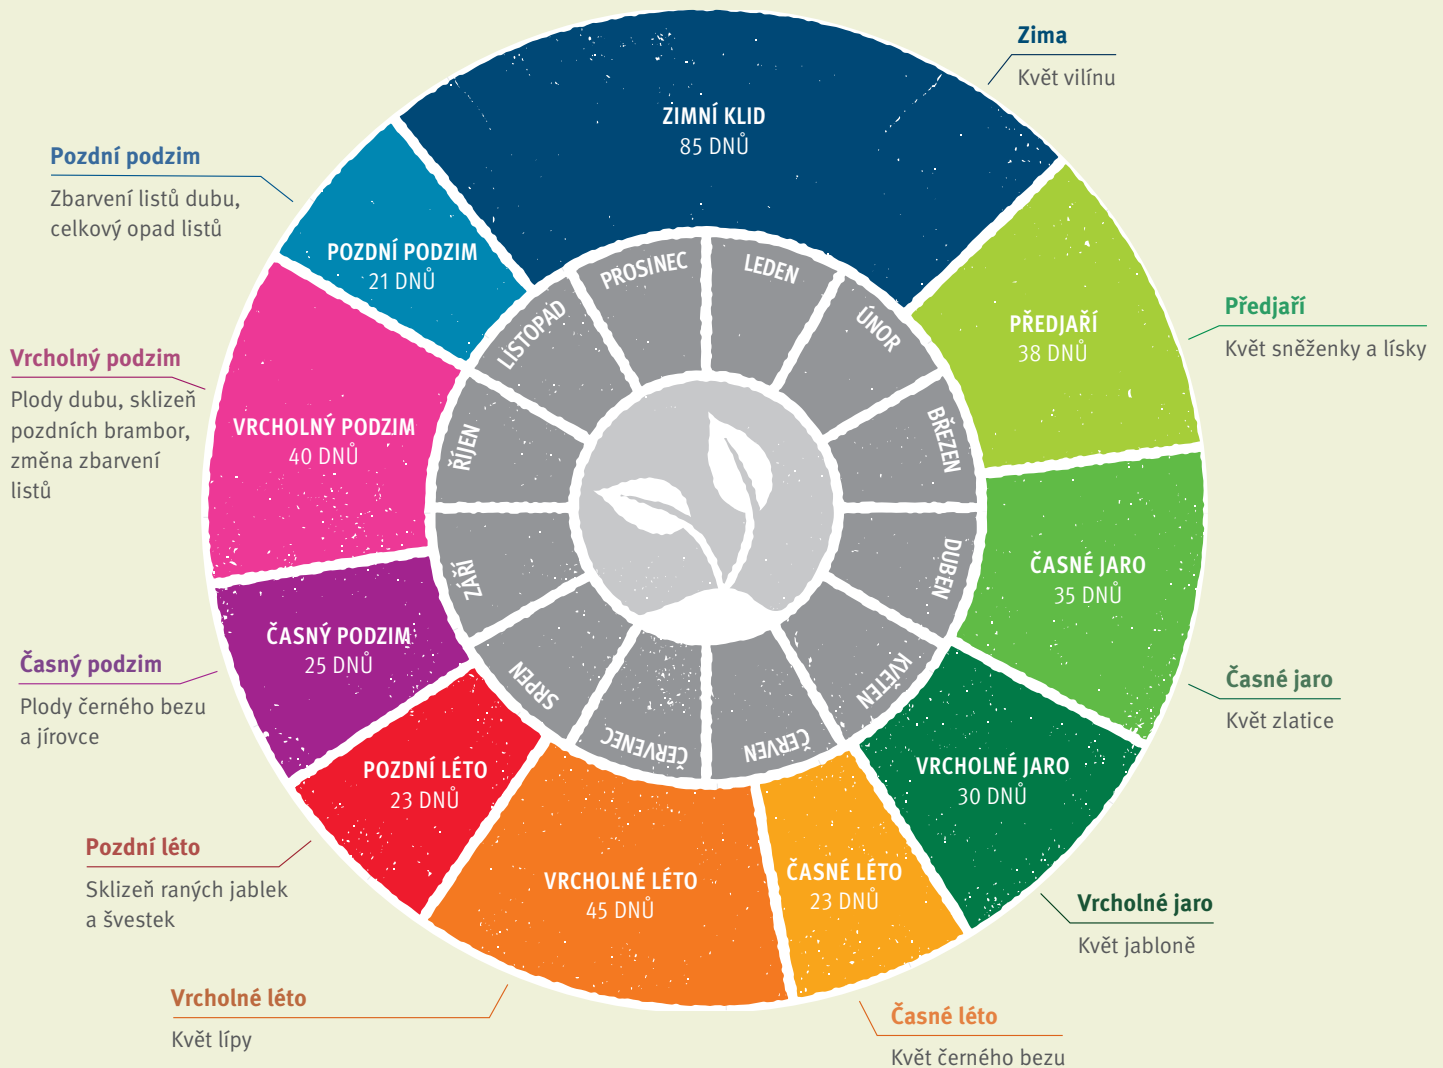 Zima
Květ vilínu
ZIMNÍ KLID
85 DNŮ
Předjaří
Květ sněženky a lísky
PŘEDJAŘÍ
38 DNŮ
Časné jaro
Květ zlatice
ČASNÉ JARO
35 DNŮ
Vrcholné jaro
Květ jabloně
VRCHOLNÉ JARO
30 DNŮ
Časné léto
Květ černého bezu
ČASNÉ LÉTO
23 DNŮ
Vrcholné léto
Květ lípy
VRCHOLNÉ LÉTO
45 DNŮ
Pozdní léto
Sklizeň raných jablek
a švestek
POZDNÍ LÉTO
23 DNŮ
Časný podzim
Plody černého bezu
a jírovce
ČASNÝ PODZIM
25 DNŮ
Vrcholný podzim
Plody dubu, sklizeň
pozdních brambor,
změna zbarvení
listů
VRCHOLNÝ PODZIM
40 DNŮ
Pozdní podzim
Zbarvení listů dubu,
celkový opad listů
POZDNÍ PODZIM
21 DNŮ
LEDEN
ÚNOR
BŘEZEN
DUBEN
KVĚTEN
ČERVEN
ČERVENEC
SRPEN
ZÁŘÍ
ŘÍJEN
LISTOPAD
PROSINEC